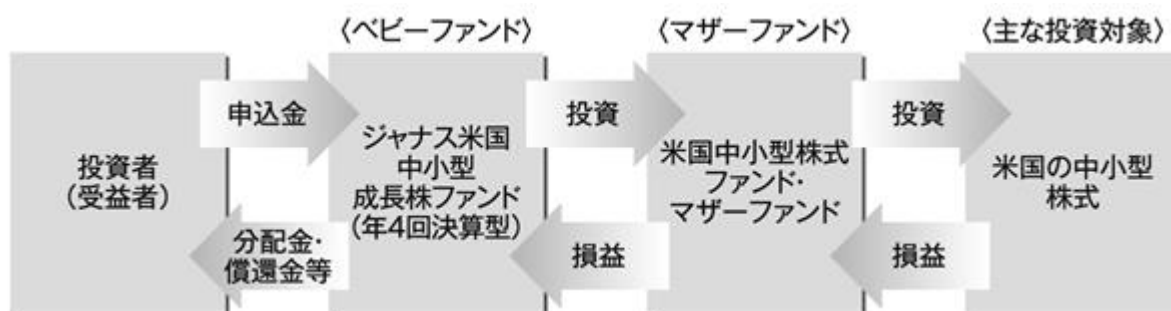 〈ベビーファンド〉
〈マザーファンド〉
〈主な投資対象〉
投資者
（受益者）
申込金
分配金・
償還金等
ジャナス米国
中小型
成長株ファンド
（年4回決算型）
投資
損益
米国中小型株式
ファンド・
マザーファンド
投資
損益
米国の中小型
株式